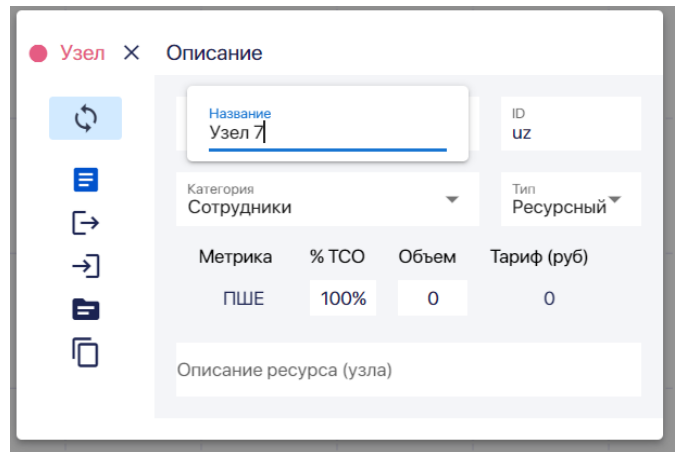 Узел Описание
Название
Узел 7
ID
uz
Категория
Сотрудники
Тип
Ресурсный
Метрика % ТСО Объем Тариф (руб)
ПШЕ 100% 0 0
Описание ресурса (узла)